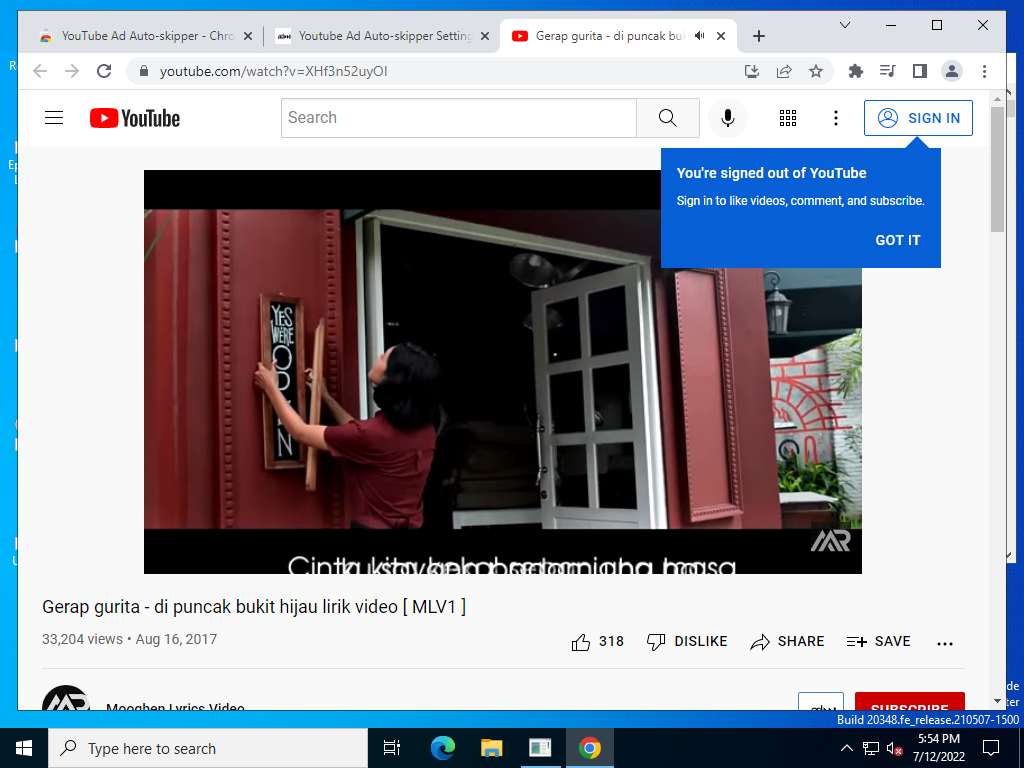 YouTube Ad Auto-skipper - Chro
Youtube Ad Auto-skipper Setting
Gerap gurita - di puncak buk
youtube.com/watch?v=XHf3n52uyOI
YouTube
Search
SIGN IN
You're signed out of YouTube
Sign in to like videos, comment, and subscribe.
GOT IT
YES
WE'RE
OPEN
MR
Gerap gurita - di puncak bukit hijau lirik video [ MLV1 ]
33,204 views • Aug 16, 2017
318
DISLIKE
SHARE
SAVE
Mooghen Lyrics Video
SUBSCRIBE
Build 20348.fe_release.210507-1500
Type here to search
5:54 PM
7/12/2022